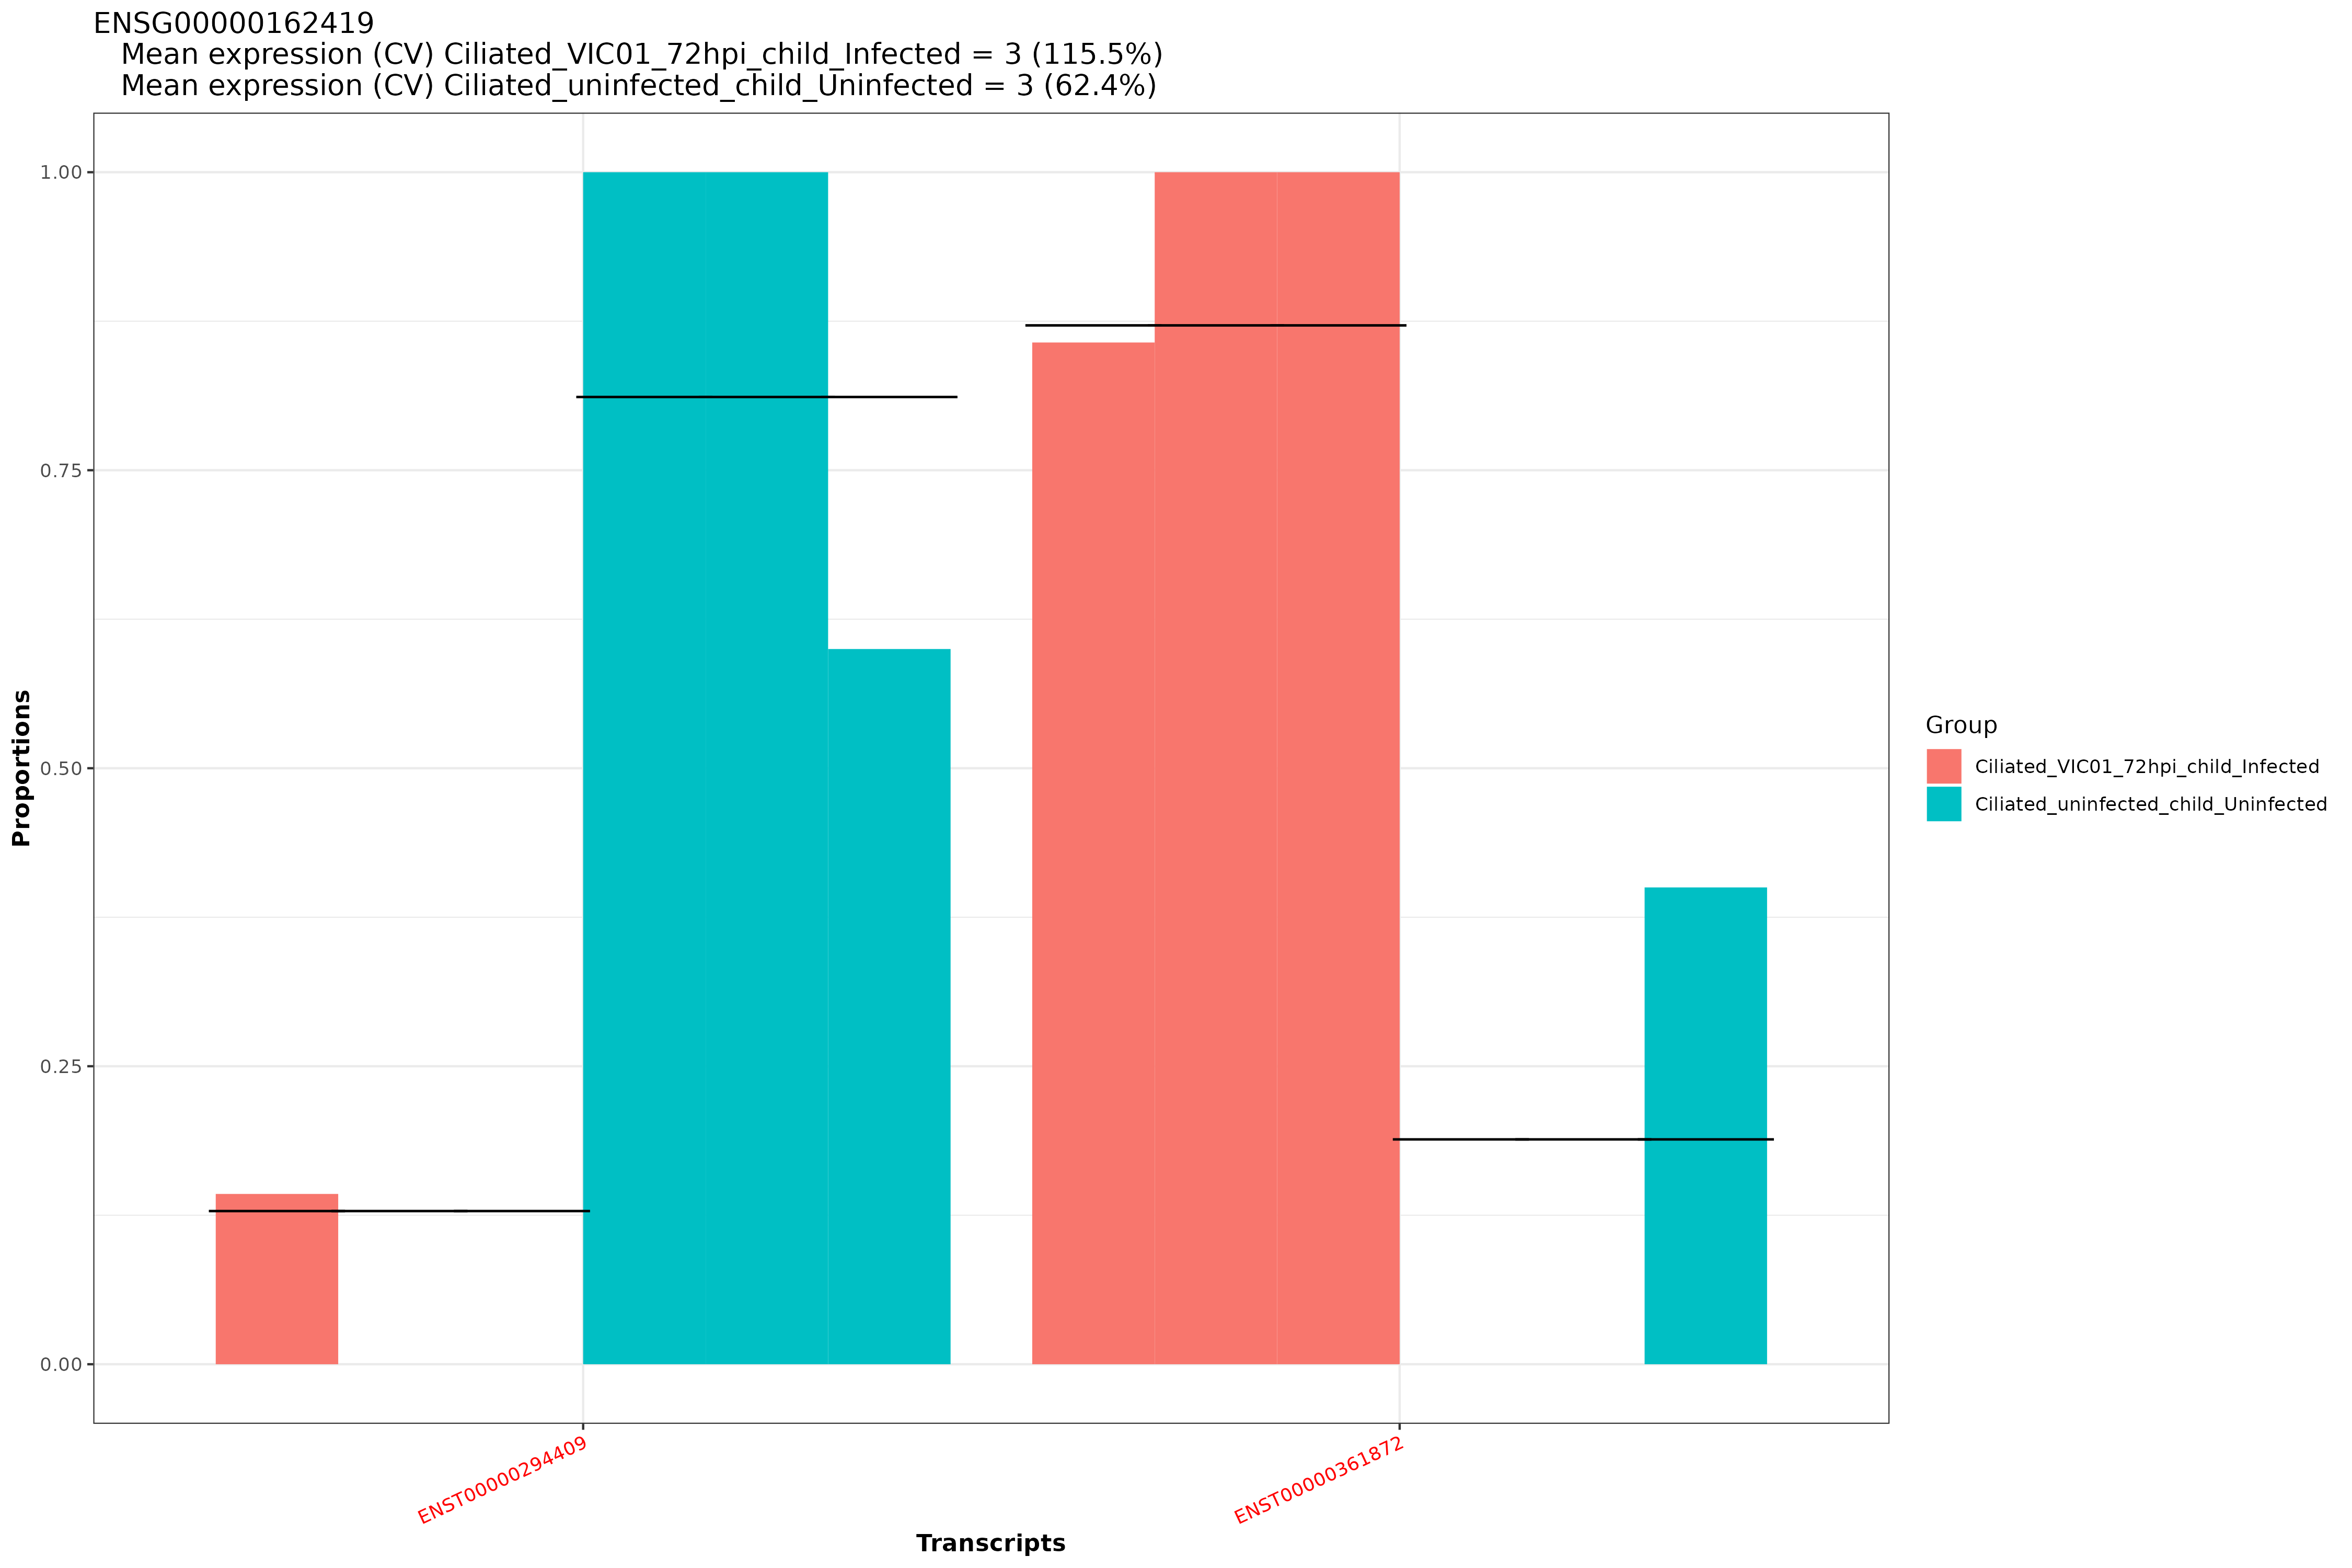 ENSG00000162419
Mean expression (CV) Ciliated_VIC01_72hpi_child_Infected = 3 (115.5%)
Mean expression (CV) Ciliated_uninfected_child_Uninfected = 3 (62.4%)
1.00
0.75
0.50
0.25
0.00
Proportions
ENST00000294409
ENST00000361872
Transcripts
Group
Ciliated_VIC01_72hpi_child_Infected
Ciliated_uninfected_child_Uninfected